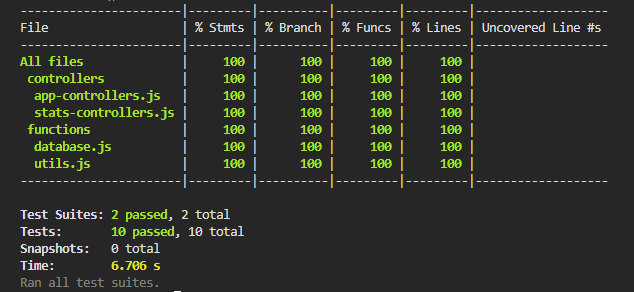 -----------------------|---------|----------|---------|---------|-------------------
File                   | % Stmts | % Branch | % Funcs | % Lines | Uncovered Line #s
-----------------------|---------|----------|---------|---------|-------------------
All files              |     100 |      100 |     100 |     100 |
 controllers           |     100 |      100 |     100 |     100 |
  app-controllers.js   |     100 |      100 |     100 |     100 |
  stats-controllers.js |     100 |      100 |     100 |     100 |
 functions             |     100 |      100 |     100 |     100 |
  database.js          |     100 |      100 |     100 |     100 |
  utils.js             |     100 |      100 |     100 |     100 |
-----------------------|---------|----------|---------|---------|-------------------
Test Suites: 2 passed, 2 total
Tests:       10 passed, 10 total
Snapshots:   0 total
Time:        6.706 s
Ran all test suites.